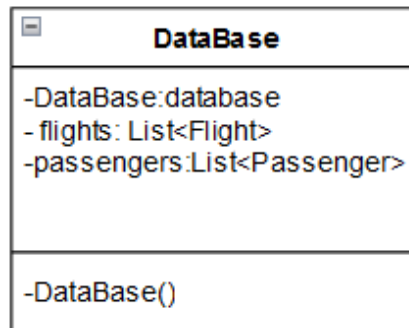 DataBase
-DataBase:database
- flights: List<Flight>
-passengers:List<Passenger>
-DataBase()